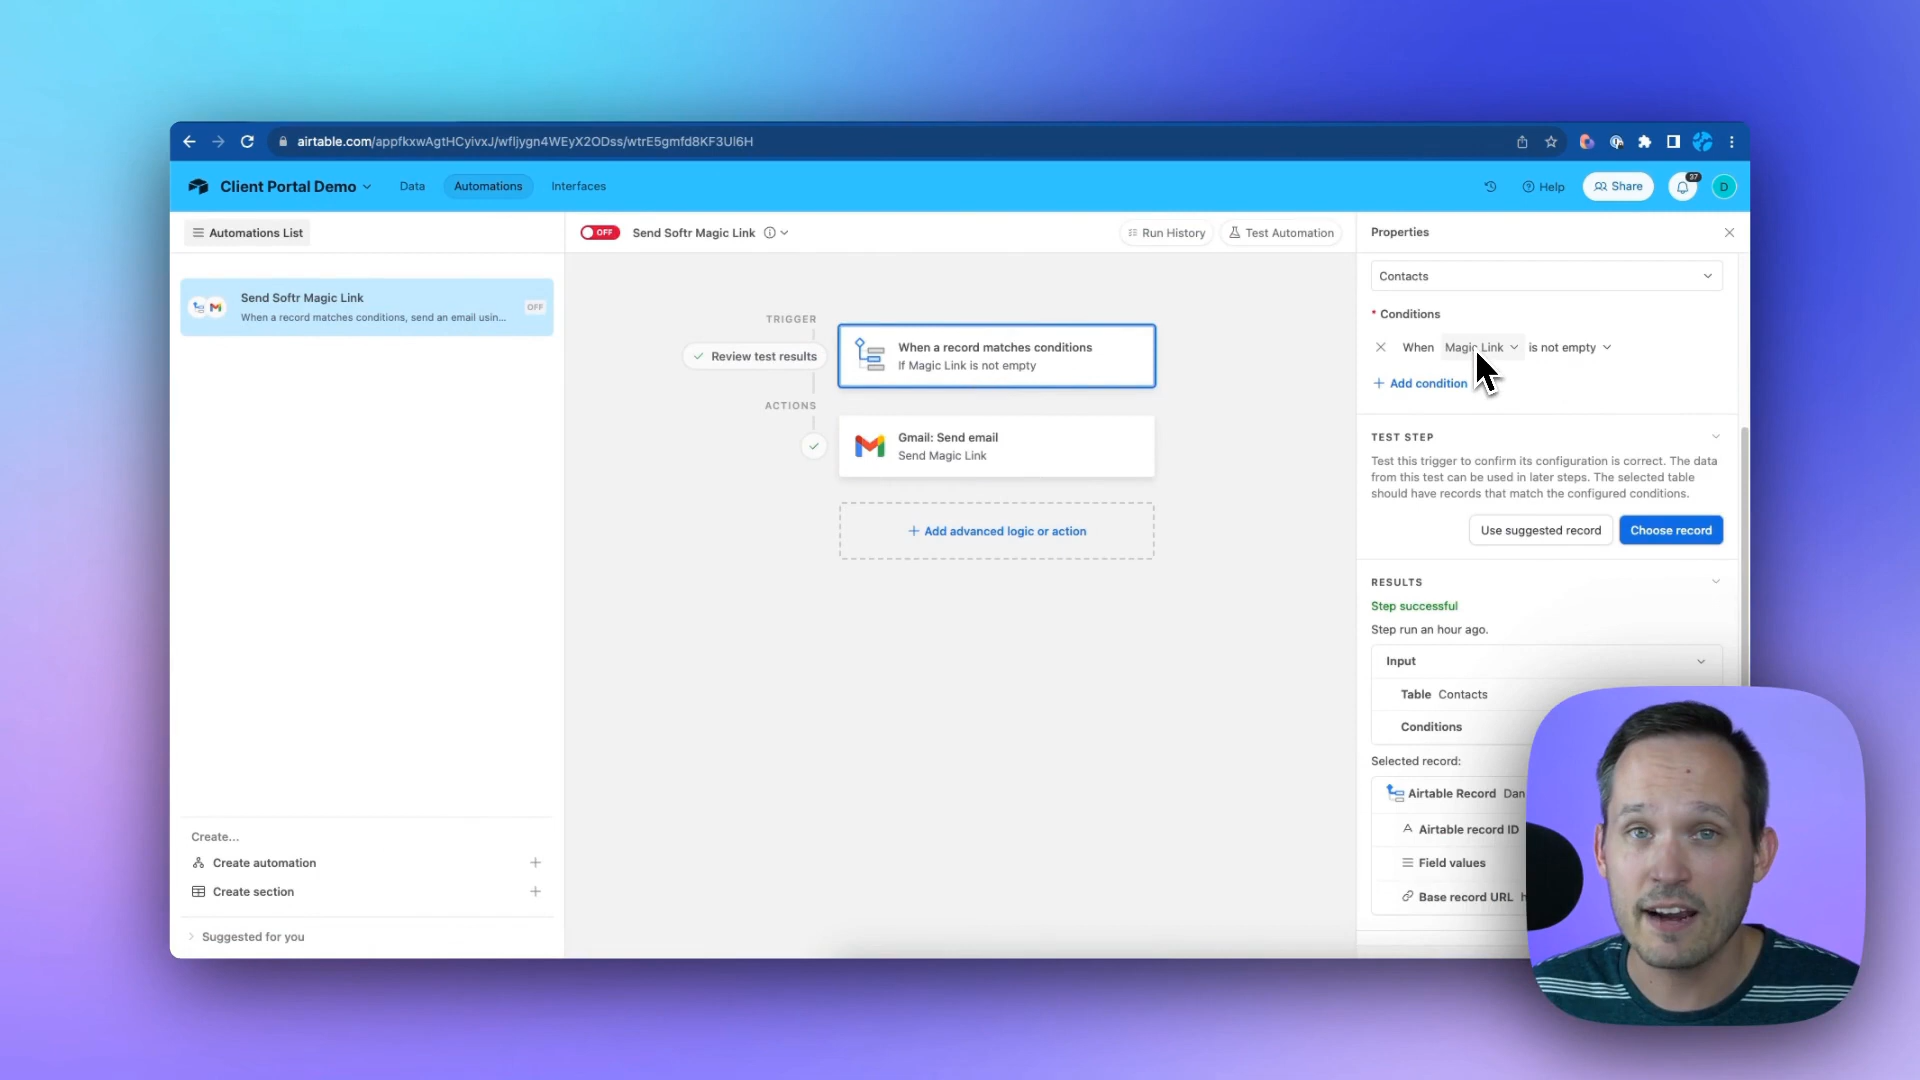 airtable.com/appfkxwAgtHCyivxJ/wfljygn4WEyX2ODss/wtrE5gmfd8KF3Ul6H
Client Portal Demo
Data
Automations
Interfaces
Help
Share
37
D
Automations List
OFF
Send Softr Magic Link
Run History
Test Automation
Properties
Send Softr Magic Link
When a record matches conditions, send an email usin...
OFF
TRIGGER
Review test results
When a record matches conditions
If Magic Link is not empty
ACTIONS
Gmail: Send email
Send Magic Link
+ Add advanced logic or action
Contacts
* Conditions
When Magic Link is not empty
+ Add condition
TEST STEP
Test this trigger to confirm its configuration is correct. The data
from this test can be used in later steps. The selected table
should have records that match the configured conditions.
Use suggested record
Choose record
RESULTS
Step successful
Step run an hour ago.
Input
Table Contacts
Conditions
Selected record:
Airtable Record Dan
A Airtable record ID
Field values
Base record URL h
Create...
Create automation
Create section
Suggested for you